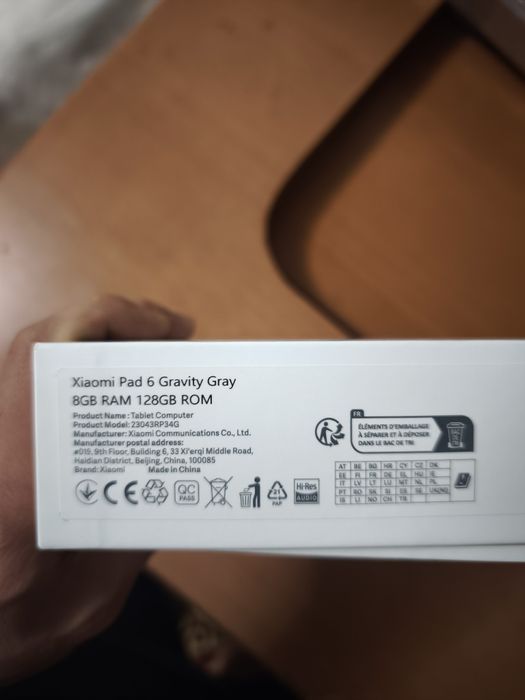 Xiaomi Pad 6 Gravity Gray
8GB RAM 128GB ROM
Product Name : Tablet Computer
Product Model: 23043RP34G
Manufacturer: Xiaomi Communications Co., Ltd.
Manufacturer postal address:
#019, 9th Floor, Building 6, 33 Xi'erqi Middle Road,
Haidian District, Beijing, China, 100085
Brand: Xiaomi Made in China
CE
QC
PASS
21
PAP
Hi-Res
AUDIO
FR
ÉLÉMENTS D'EMBALLAGE
À SÉPARER ET À DÉPOSER
DANS LE BAC DE TRI
AT BE BG HR CY CZ DK
EE FI FR DE EL HU IE
IT LV LT LU MT NL PL
PT RO SK SI ES SE UK(NI)
IS LI NO CH TR